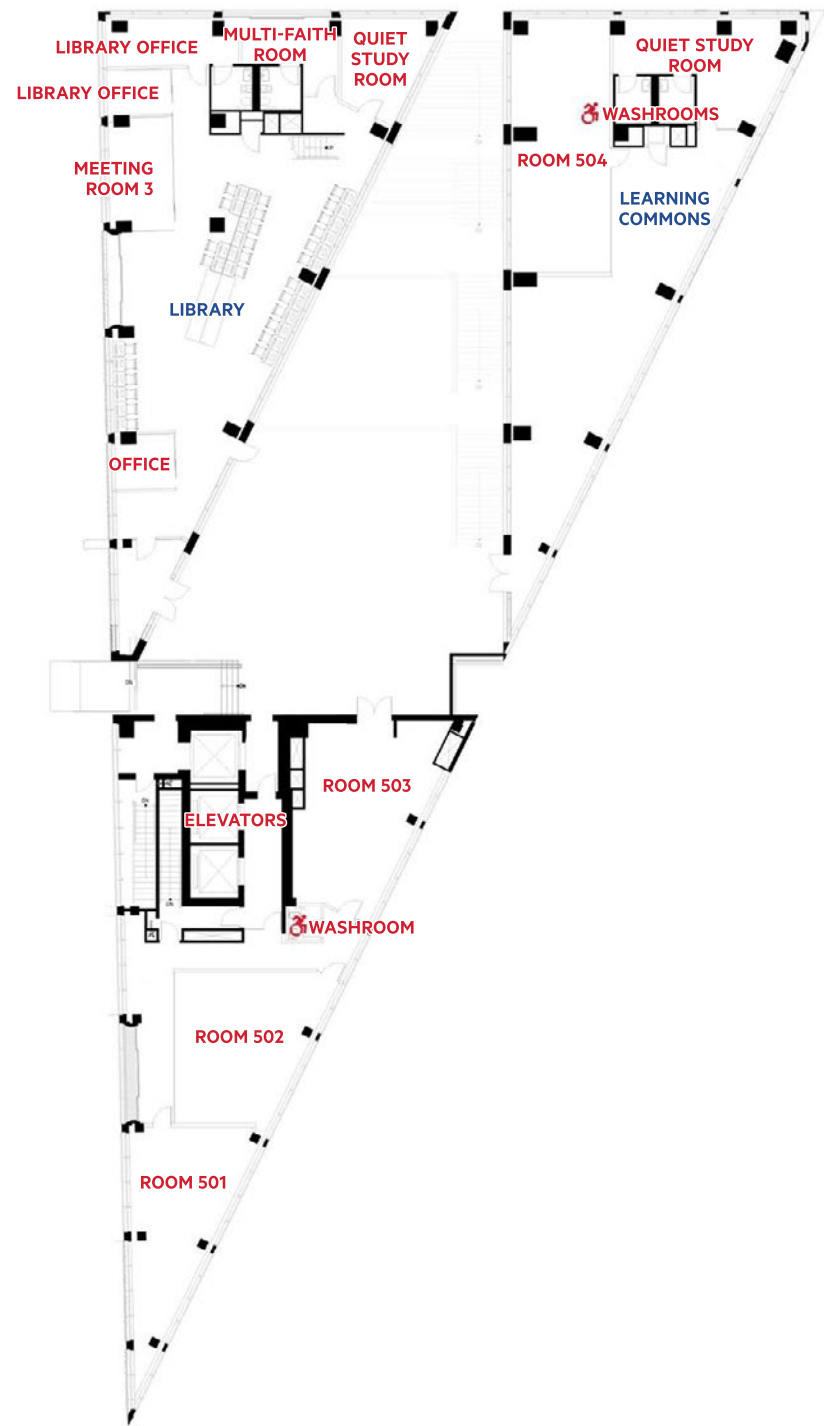 LIBRARY OFFICE
MULTI-FAITH
ROOM
QUIET
STUDY
ROOM
QUIET STUDY
ROOM
LIBRARY OFFICE
WASHROOMS
MEETING
ROOM 3
ROOM 504
LEARNING
COMMONS
LIBRARY
OFFICE
ROOM 503
ELEVATORS
WASHROOM
ROOM 502
ROOM 501